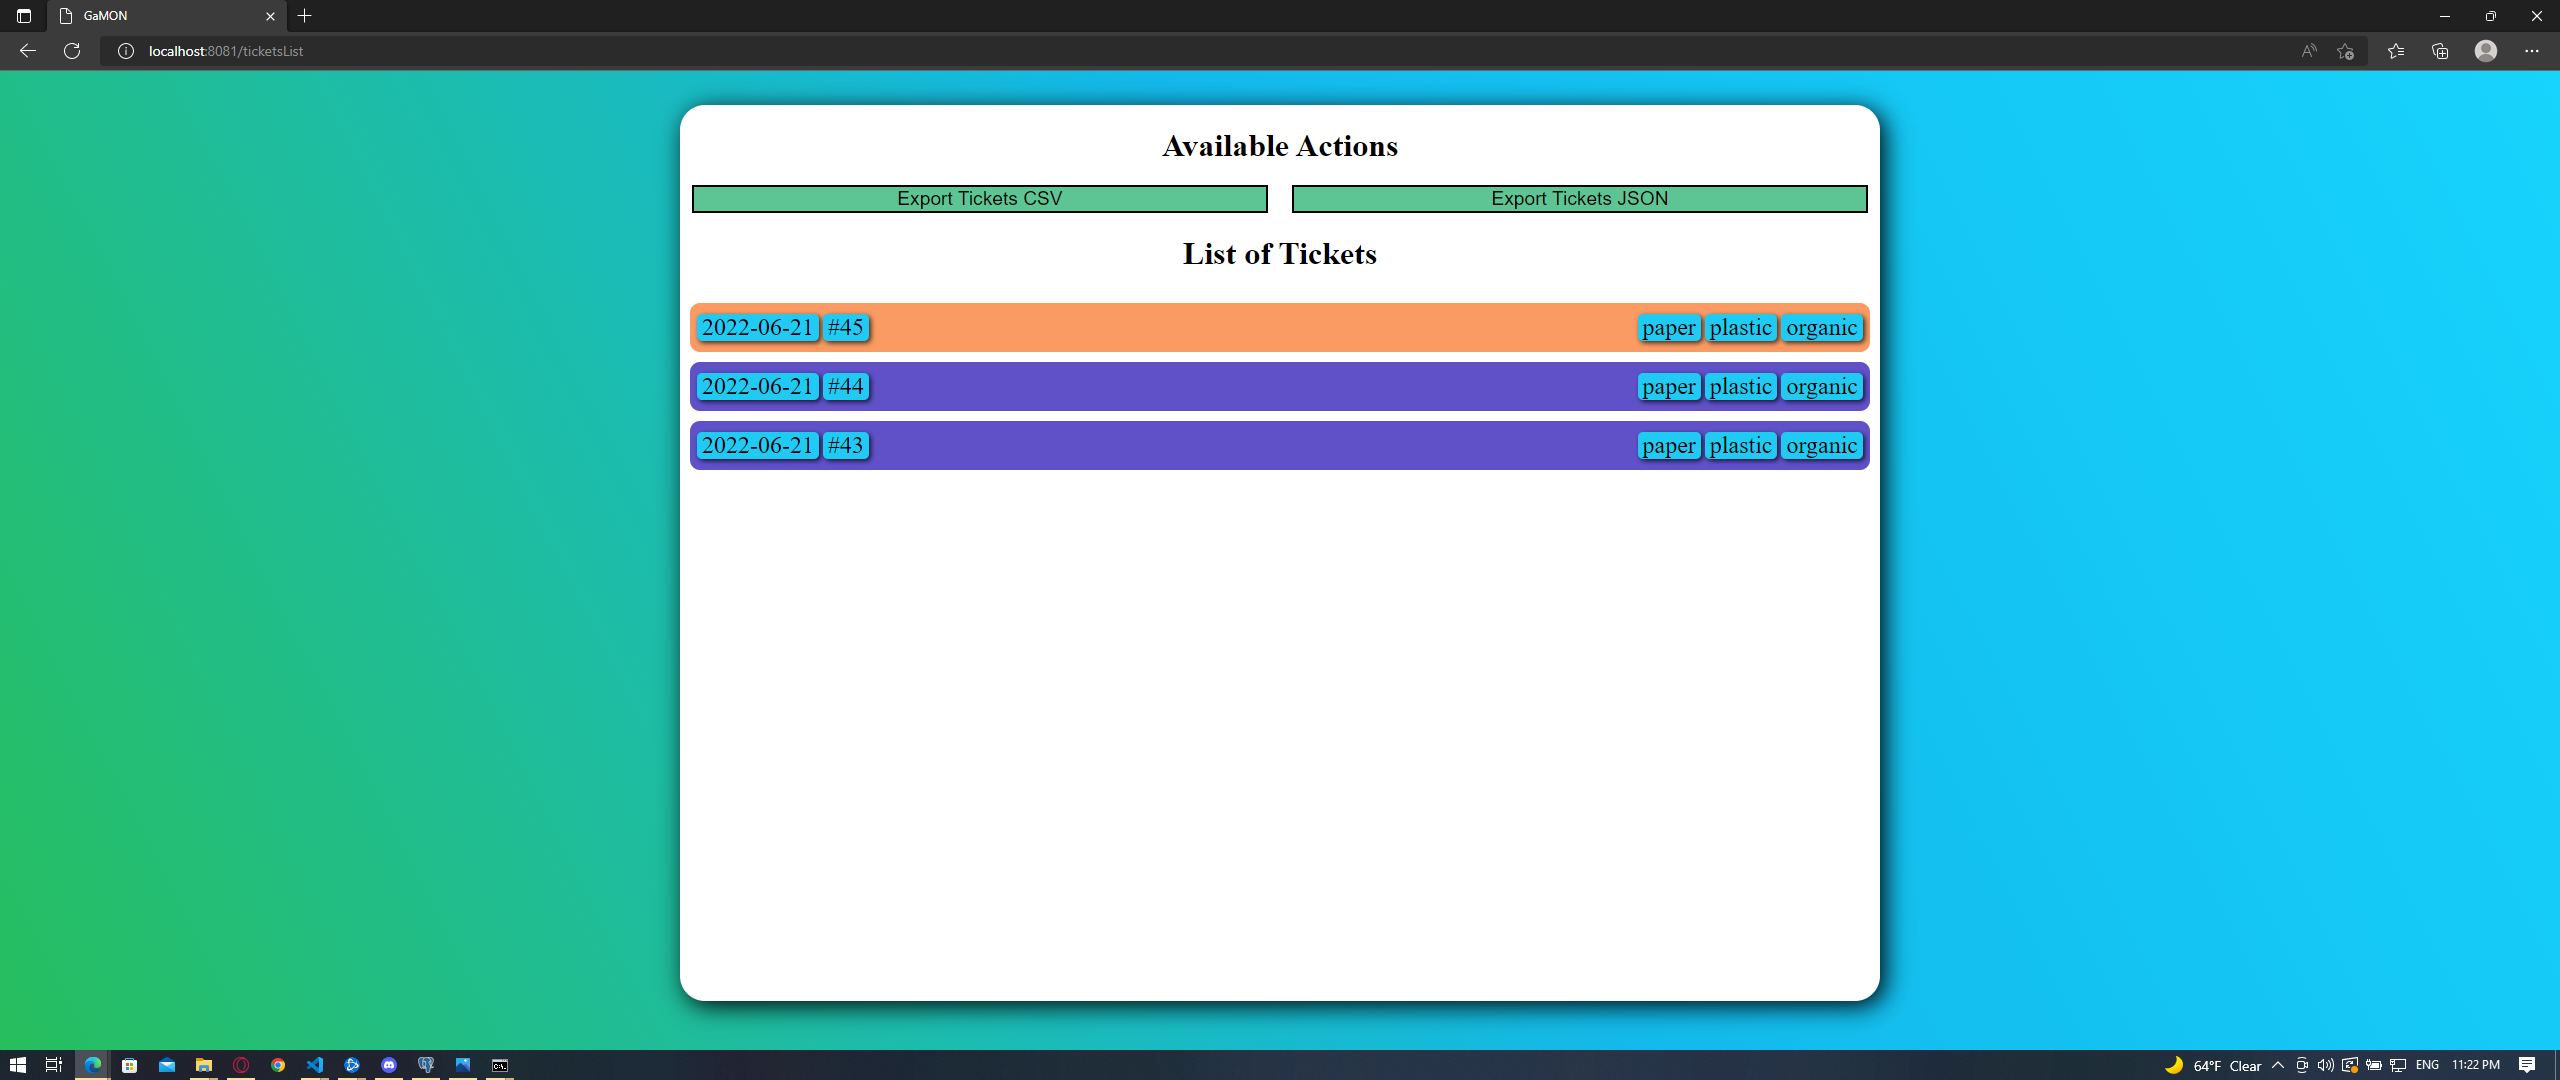 GaMON
localhost:8081/ticketsList
Available Actions
Export Tickets CSV Export Tickets JSON
List of Tickets
2022-06-21 #45 paper plastic organic
2022-06-21 #44 paper plastic organic
2022-06-21 #43 paper plastic organic
64°F Clear ENG 11:22 PM